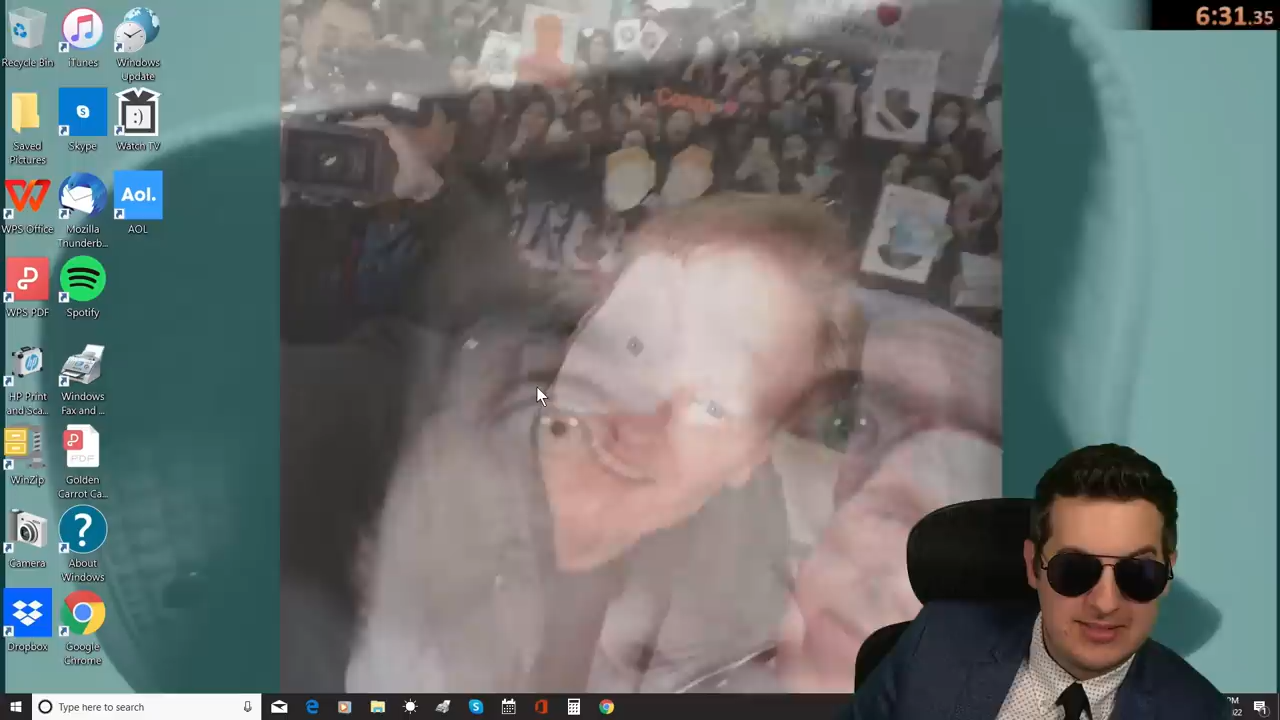 6:31.35
Recycle Bin
iTunes
Windows
Update
Saved
Pictures
Skype
Watch TV
WPS Office
Mozilla
Thunderb...
Aol.
AOL
WPS PDF
Spotify
HP Print
and Sca...
Windows
Fax and ...
WinZip
PDF
Golden
Carrot Ca...
Camera
About
Windows
Dropbox
Google
Chrome
Type here to search